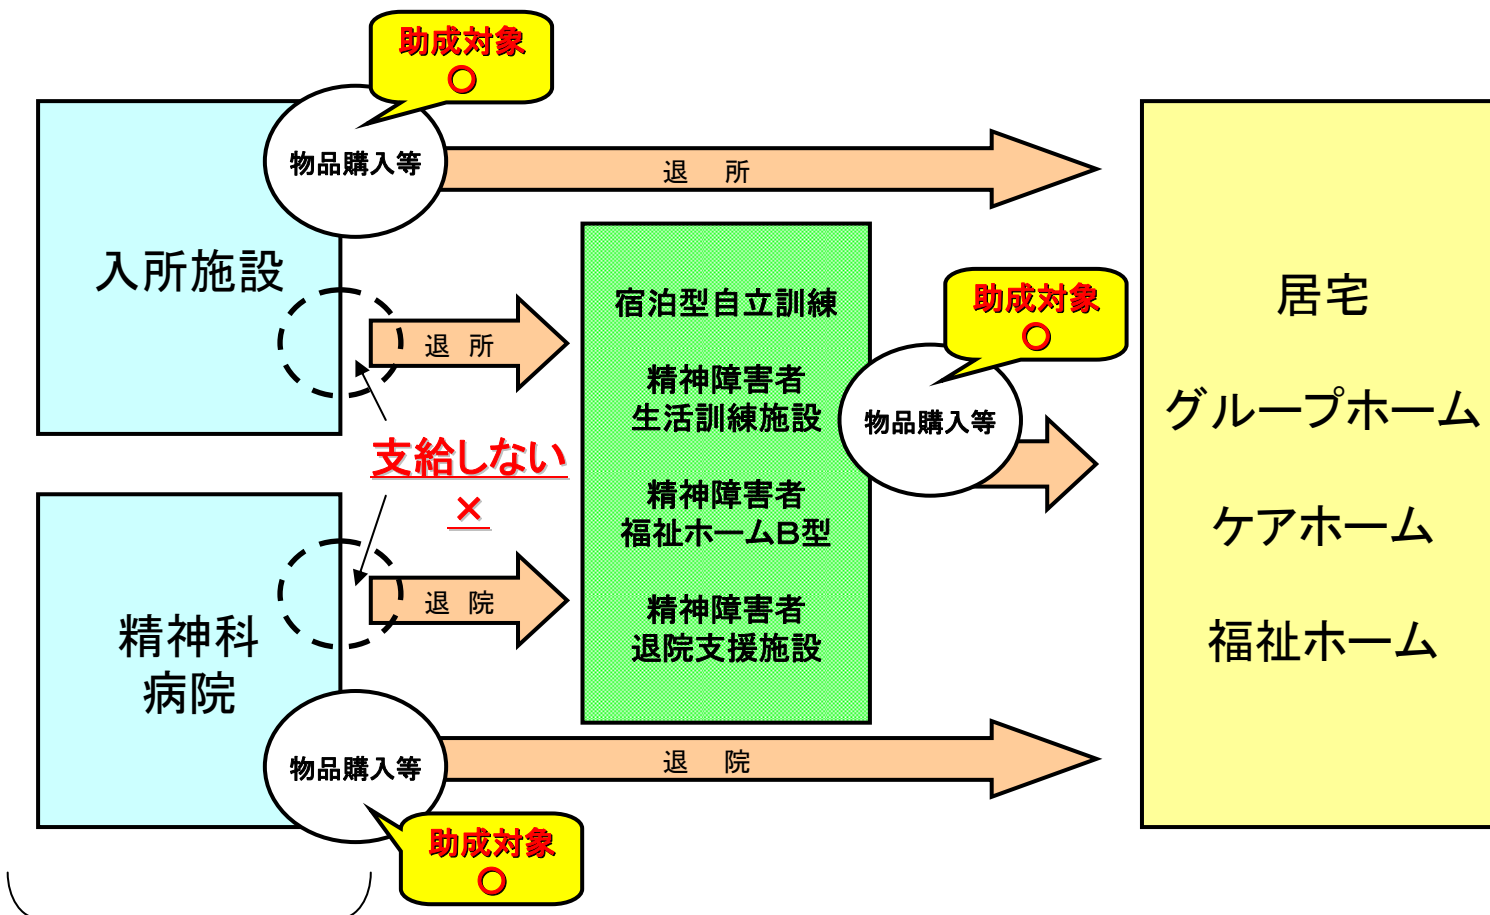 助成対象
○
物品購入等
退 所
入所施設
退 所
支給しない
×
精神科
病院
退 院
物品購入等
助成対象
○
退 院
宿泊型自立訓練
精神障害者
生活訓練施設
精神障害者
福祉ホームB型
精神障害者
退院支援施設
助成対象
○
物品購入等
居宅
グループホーム
ケアホーム
福祉ホーム